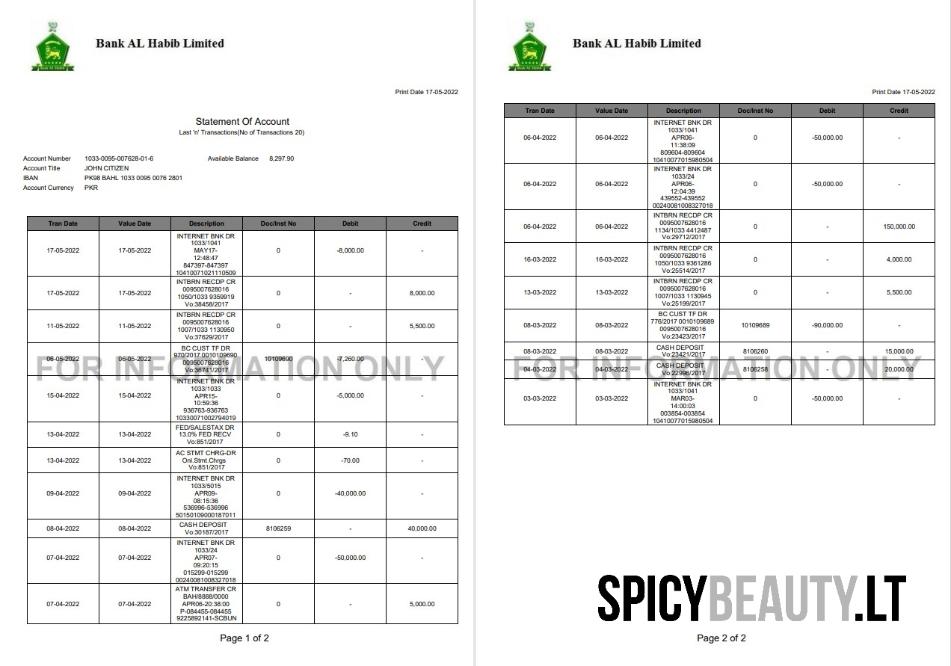 Bank AL Habib Limited
Print Date 17-05-2022
Statement Of Account
Last 'n' Transactions(No of Transactions 20)
Account Number 1033-0095-007628-01-6 Available Balance 8,297.90
Account Title JOHN CITIZEN
IBAN PK98 BAHL 1033 0095 0076 2801
Account Currency PKR
Tran Date Value Date Description Doc/Inst No Debit Credit
INTERNET BNK DR
1033/1041
17-05-2022 17-05-2022 MAY17- 0 -8,000.00 -
12:48:47
847397-847397
10410071021110509
INTBRN RECDP CR
17-05-2022 17-05-2022 0095007628016 0 - 8,000.00
1050/1033 9359919
Vo:38458/2017
INTBRN RECDP CR
11-05-2022 11-05-2022 0095007628016 0 - 5,500.00
1007/1033 1130950
Vo:37629/2017
BC CUST TF DR
06-05-2022 06-05-2022 970/2017 0010109690 10109690 -7,260.00 -
0095007628016
Vo:36741/2017
FOR INFORMATION ONLY
INTERNET BNK DR
1033/1033
15-04-2022 15-04-2022 APR15- 0 -5,000.00 -
10:59:36
936763-936763
10330071002794019
FED/SALESTAX DR
13-04-2022 13-04-2022 13.0% FED RECV 0 -9.10 -
Vo:851/2017
AC STMT CHRG-DR
13-04-2022 13-04-2022 Onl.Stmt.Chrgs 0 -70.00 -
Vo:851/2017
INTERNET BNK DR
1033/5015
09-04-2022 09-04-2022 APR09- 0 -40,000.00 -
08:15:36
536996-536996
50150109000187011
08-04-2022 08-04-2022 CASH DEPOSIT 8106259 - 40,000.00
Vo:30187/2017
INTERNET BNK DR
1033/24
07-04-2022 07-04-2022 APR07- 0 -50,000.00 -
09:20:15
015299-015299
00240081008327018
ATM TRANSFER CR
BAH/8888/0000
07-04-2022 07-04-2022 APR06-20:38:00 0 - 5,000.00
P-084455-084455
9225892141-SCBUN
Page 1 of 2
Bank AL Habib Limited
Print Date 17-05-2022
Tran Date Value Date Description Doc/Inst No Debit Credit
INTERNET BNK DR
1033/1041
06-04-2022 06-04-2022 APR06- 0 -50,000.00 -
11:38:09
809604-809604
10410077015980504
INTERNET BNK DR
1033/24
06-04-2022 06-04-2022 APR06- 0 -50,000.00 -
12:04:39
439552-439552
00240081008327018
INTBRN RECDP CR
06-04-2022 06-04-2022 0095007628016 0 - 150,000.00
1134/1033 4412487
Vo:29712/2017
INTBRN RECDP CR
16-03-2022 16-03-2022 0095007628016 0 - 4,000.00
1050/1033 9361286
Vo:25514/2017
INTBRN RECDP CR
13-03-2022 13-03-2022 0095007628016 0 - 5,500.00
1007/1033 1130945
Vo:25199/2017
BC CUST TF DR
08-03-2022 08-03-2022 776/2017 0010109689 10109689 -90,000.00 -
0095007628016
Vo:23423/2017
08-03-2022 08-03-2022 CASH DEPOSIT 8106260 - 15,000.00
Vo:23421/2017
04-03-2022 04-03-2022 CASH DEPOSIT 8106258 - 20,000.00
Vo:22996/2017
FOR INFORMATION ONLY
INTERNET BNK DR
1033/1041
03-03-2022 03-03-2022 MAR03- 0 -50,000.00 -
14:00:03
003854-003854
10410077015980504
SPICYBEAUTY.LT
Page 2 of 2